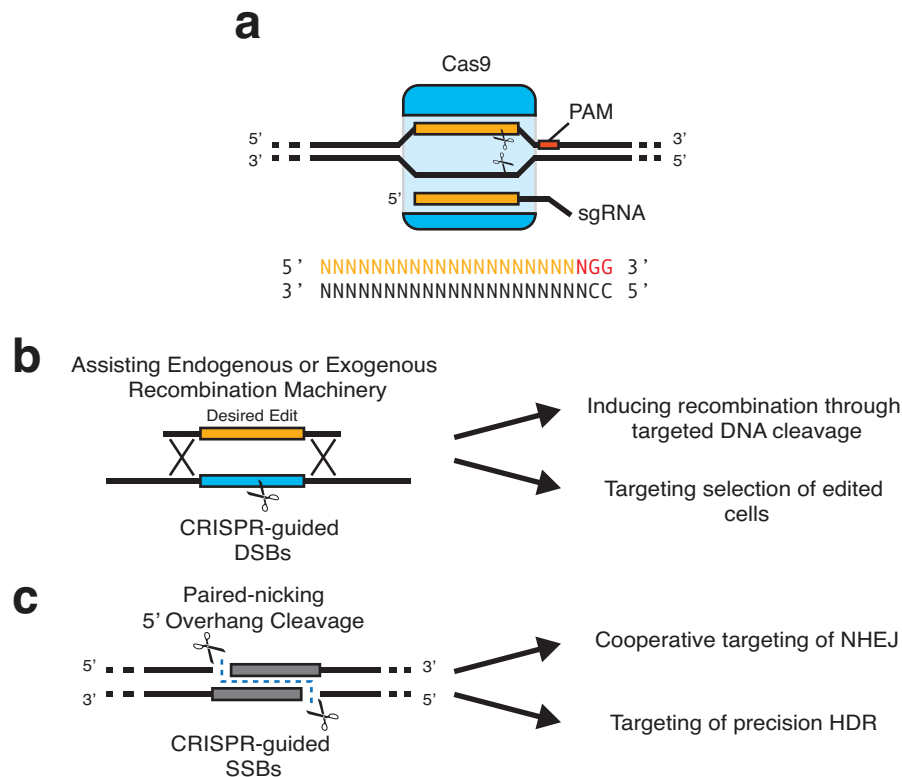 a
Cas9
PAM
5’ 3’
3’ 5’
5’
sgRNA
5’ NNNNNNNNNNNNNNNNNNNNNGG 3’
3’ NNNNNNNNNNNNNNNNNNNNNCC 5’
b
Assisting Endogenous or Exogenous
Recombination Machinery
Desired Edit
CRISPR-guided
DSBs
Inducing recombination through
targeted DNA cleavage
Targeting selection of edited
cells
c
Paired-nicking
5’ Overhang Cleavage
5’ 3’
3’ 5’
CRISPR-guided
SSBs
Cooperative targeting of NHEJ
Targeting of precision HDR